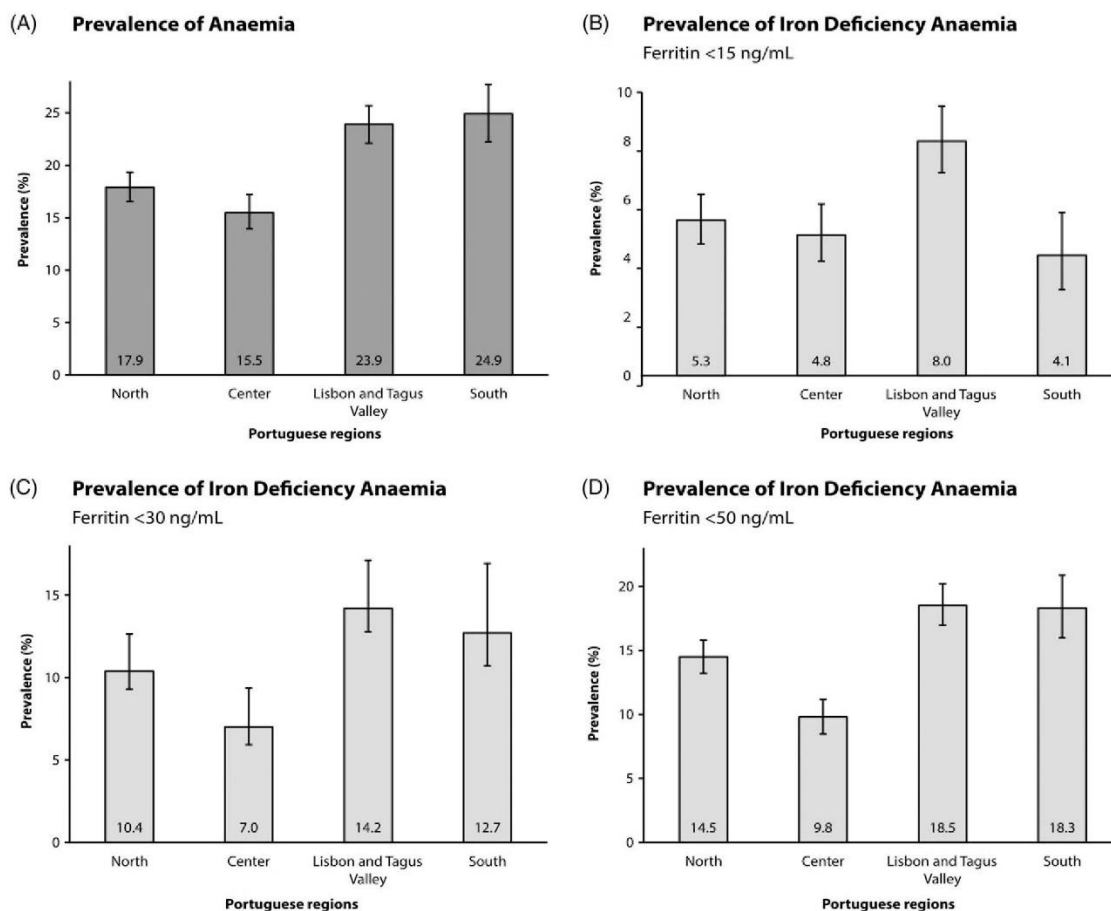 (A) Prevalence of Anaemia
Prevalence (%)
25
20
15
10
5
0
17.9 15.5 23.9 24.9
North Center Lisbon and Tagus South
Valley
Portuguese regions
(B) Prevalence of Iron Deficiency Anaemia
Ferritin <15 ng/mL
Prevalence (%)
10
8
6
4
2
0
5.3 4.8 8.0 4.1
North Center Lisbon and Tagus South
Valley
Portuguese regions
(C) Prevalence of Iron Deficiency Anaemia
Ferritin <30 ng/mL
Prevalence (%)
15
10
5
0
10.4 7.0 14.2 12.7
North Center Lisbon and Tagus South
Valley
Portuguese regions
(D) Prevalence of Iron Deficiency Anaemia
Ferritin <50 ng/mL
Prevalence (%)
20
15
10
5
0
14.5 9.8 18.5 18.3
North Center Lisbon and Tagus South
Valley
Portuguese regions